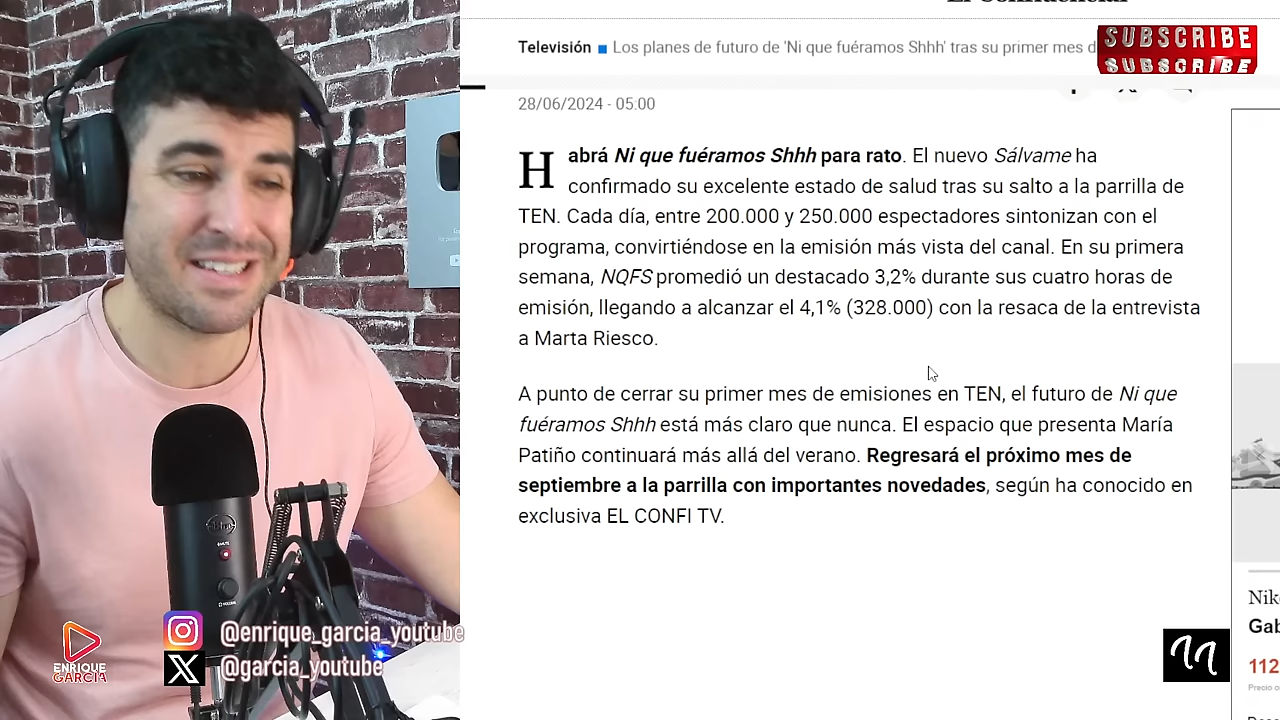 Televisión ■ Los planes de futuro de 'Ni que fuéramos Shhh' tras su primer mes d
SUBSCRIBE
SUBSCRIBE
28/06/2024 - 05:00
Habrá Ni que fuéramos Shhh para rato. El nuevo Sálvame ha
confirmado su excelente estado de salud tras su salto a la parrilla de
TEN. Cada día, entre 200.000 y 250.000 espectadores sintonizan con el
programa, convirtiéndose en la emisión más vista del canal. En su primera
semana, NQFS promedió un destacado 3,2% durante sus cuatro horas de
emisión, llegando a alcanzar el 4,1% (328.000) con la resaca de la entrevista
a Marta Riesco.
A punto de cerrar su primer mes de emisiones en TEN, el futuro de Ni que
fuéramos Shhh está más claro que nunca. El espacio que presenta María
Patiño continuará más allá del verano. Regresará el próximo mes de
septiembre a la parrilla con importantes novedades, según ha conocido en
exclusiva EL CONFI TV.
Nik
Gab
112
Precio o
@enrique_garcia_youtube
@garcia_youtube
ENRIQUE
GARCIA